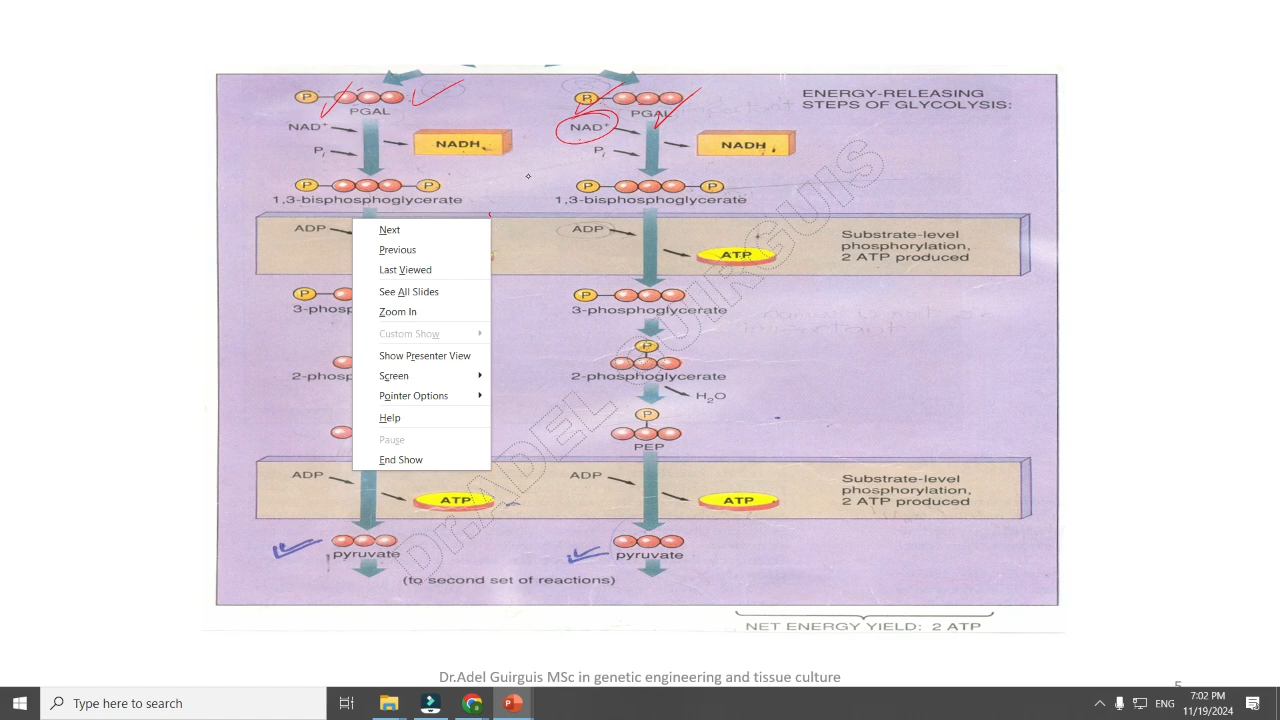 ENERGY-RELEASING
STEPS OF GLYCOLYSIS:
P
PGAL
P
PGAL
NAD+
NADH
NAD+
NADH
Pi
Pi
P P
1,3-bisphosphoglycerate
P P
1,3-bisphosphoglycerate
ADP
ADP
ATP
Substrate-level
phosphorylation,
2 ATP produced
Next
Previous
Last Viewed
See All Slides
Zoom In
Custom Show
Show Presenter View
Screen
Pointer Options
Help
Pause
End Show
P
3-phosp
P
3-phosphoglycerate
P
2-phosp
2-phosphoglycerate
H2O
P
PEP
ADP
ATP
ADP
ATP
Substrate-level
phosphorylation,
2 ATP produced
pyruvate
pyruvate
(to second set of reactions)
Dr.ADEL GUIRGUIS
NET ENERGY YIELD: 2 ATP
Dr.Adel Guirguis MSc in genetic engineering and tissue culture
5
Type here to search
ENG
7:02 PM
11/19/2024